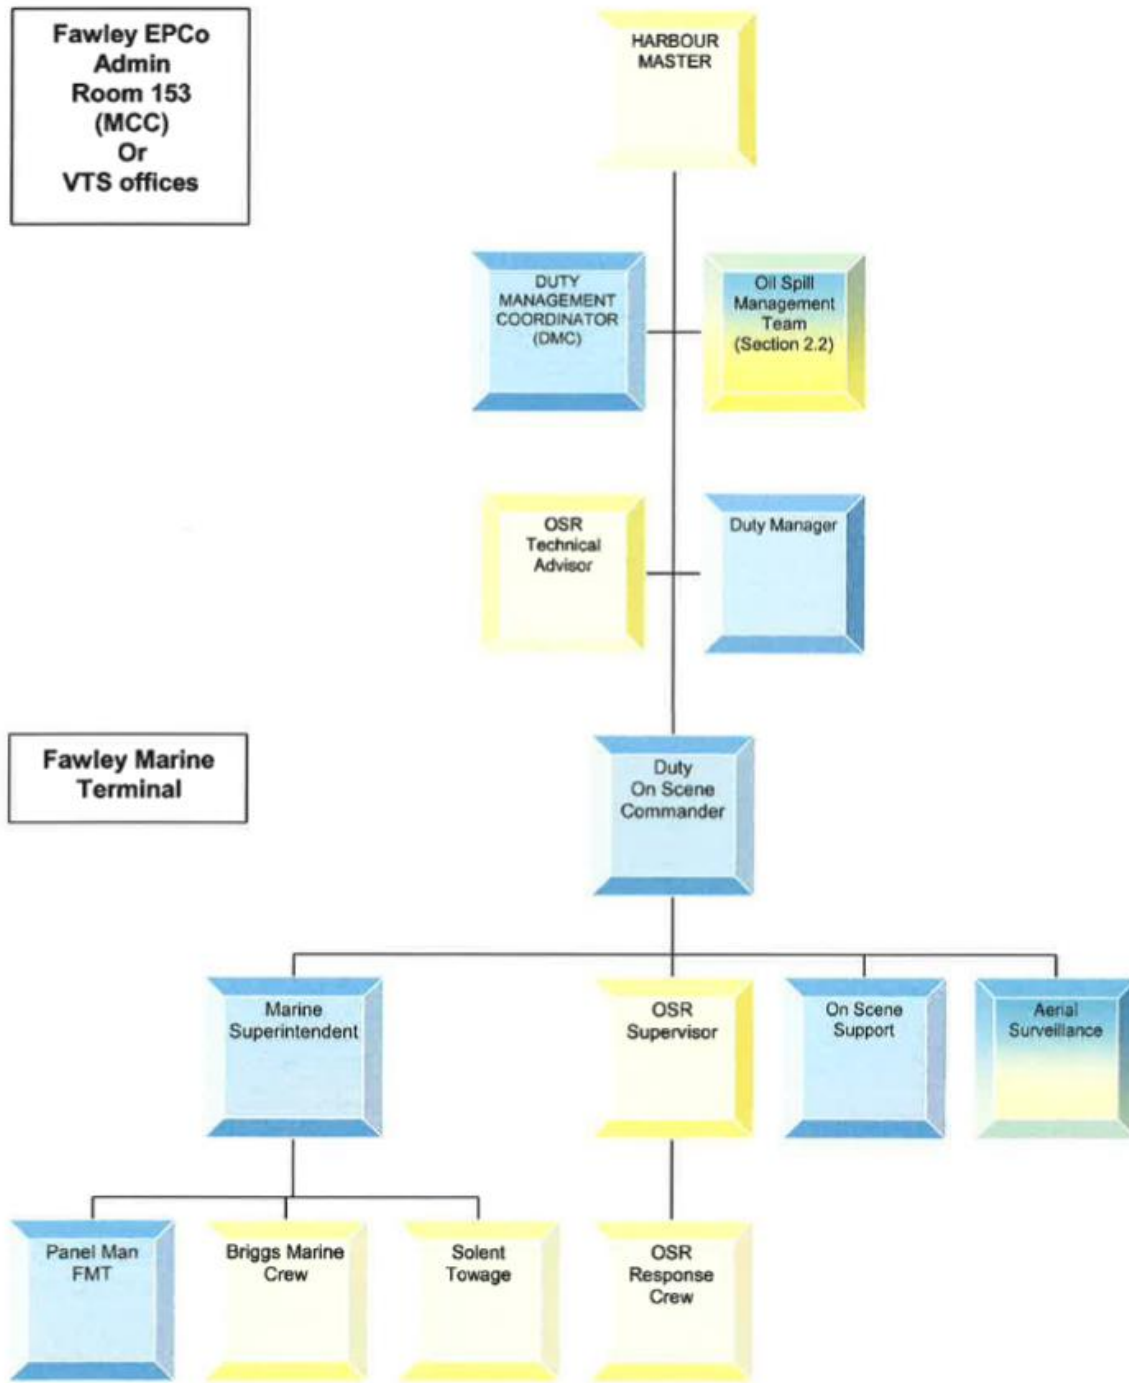 Fawley EPCo
Admin
Room 153
(MCC)
Or
VTS offices
HARBOUR
MASTER
DUTY
MANAGEMENT
COORDINATOR
(DMC)
Oil Spill
Management
Team
(Section 2.2)
OSR
Technical
Advisor
Duty Manager
Fawley Marine
Terminal
Duty
On Scene
Commander
Marine
Superintendent
OSR
Supervisor
On Scene
Support
Aerial
Surveillance
Panel Man
FMT
Briggs Marine
Crew
Solent
Towage
OSR
Response
Crew